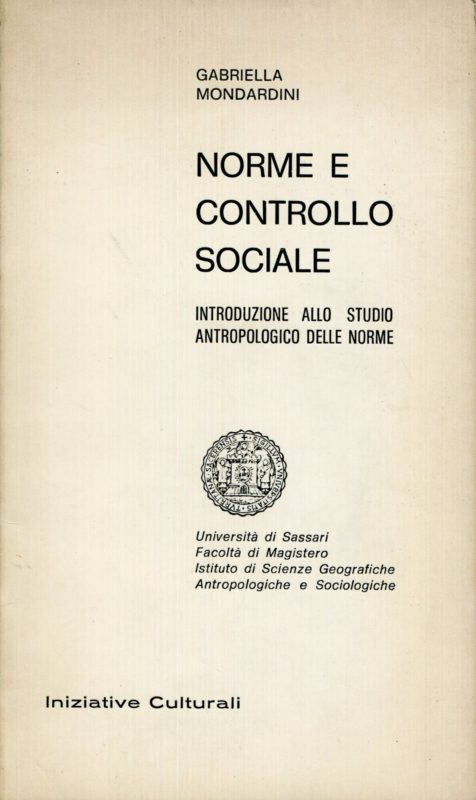 GABRIELLA
MONDARDINI
NORME E
CONTROLLO
SOCIALE
INTRODUZIONE ALLO STUDIO
ANTROPOLOGICO DELLE NORME
Università di Sassari
Facoltà di Magistero
Istituto di Scienze Geografiche
Antropologiche e Sociologiche
Iniziative Culturali